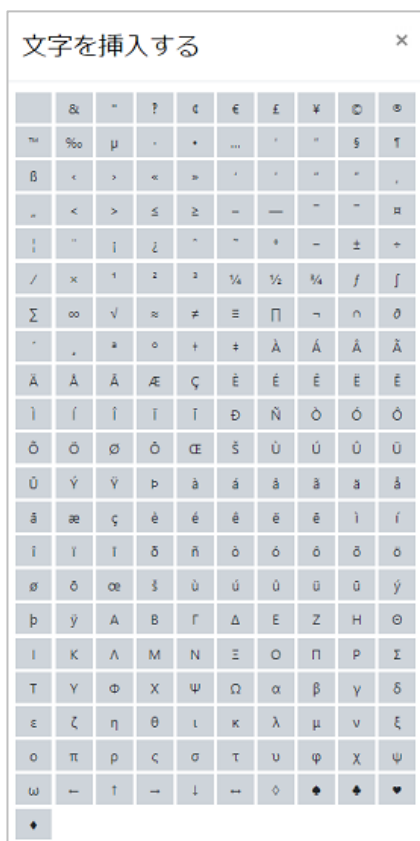 文字を挿入する ×
& " ‽ ¢ € £ ¥ © ®
™ ‰ µ · • … ′ ″ § ¶
ß ‹ › « » ‘ ’ “ ” ‚
„ < > ≤ ≥ – — ¯ ‾ ¤
¦ ¨ ¡ ¿ ˆ ˜ ° − ± ÷
⁄ × ¹ ² ³ ¼ ½ ¾ ƒ ∫
∑ ∞ √ ≈ ≠ ≡ ∏ ¬ ∩ ∂
´ ¸ ª º † ‡ À Á Â Ã
Ä Å Ā Æ Ç È É Ê Ë Ē
Ì Í Î Ï Ī Ð Ñ Ò Ó Ô
Õ Ö Ø Ō Œ Š Ù Ú Û Ü
Ū Ý Ÿ Þ à á â ã ä å
ā æ ç è é ê ë ē ì í
î ï ī ð ñ ò ó ô õ ö
ø ō œ š ù ú û ü ū ý
þ ÿ Α Β Γ Δ Ε Ζ Η Θ
Ι Κ Λ Μ Ν Ξ Ο Π Ρ Σ
Τ Υ Φ Χ Ψ Ω α β γ δ
ε ζ η θ ι κ λ μ ν ξ
ο π ρ ς σ τ υ φ χ ψ
ω ← ↑ → ↓ ↔ ◊ ♠ ♣ ♥
♦